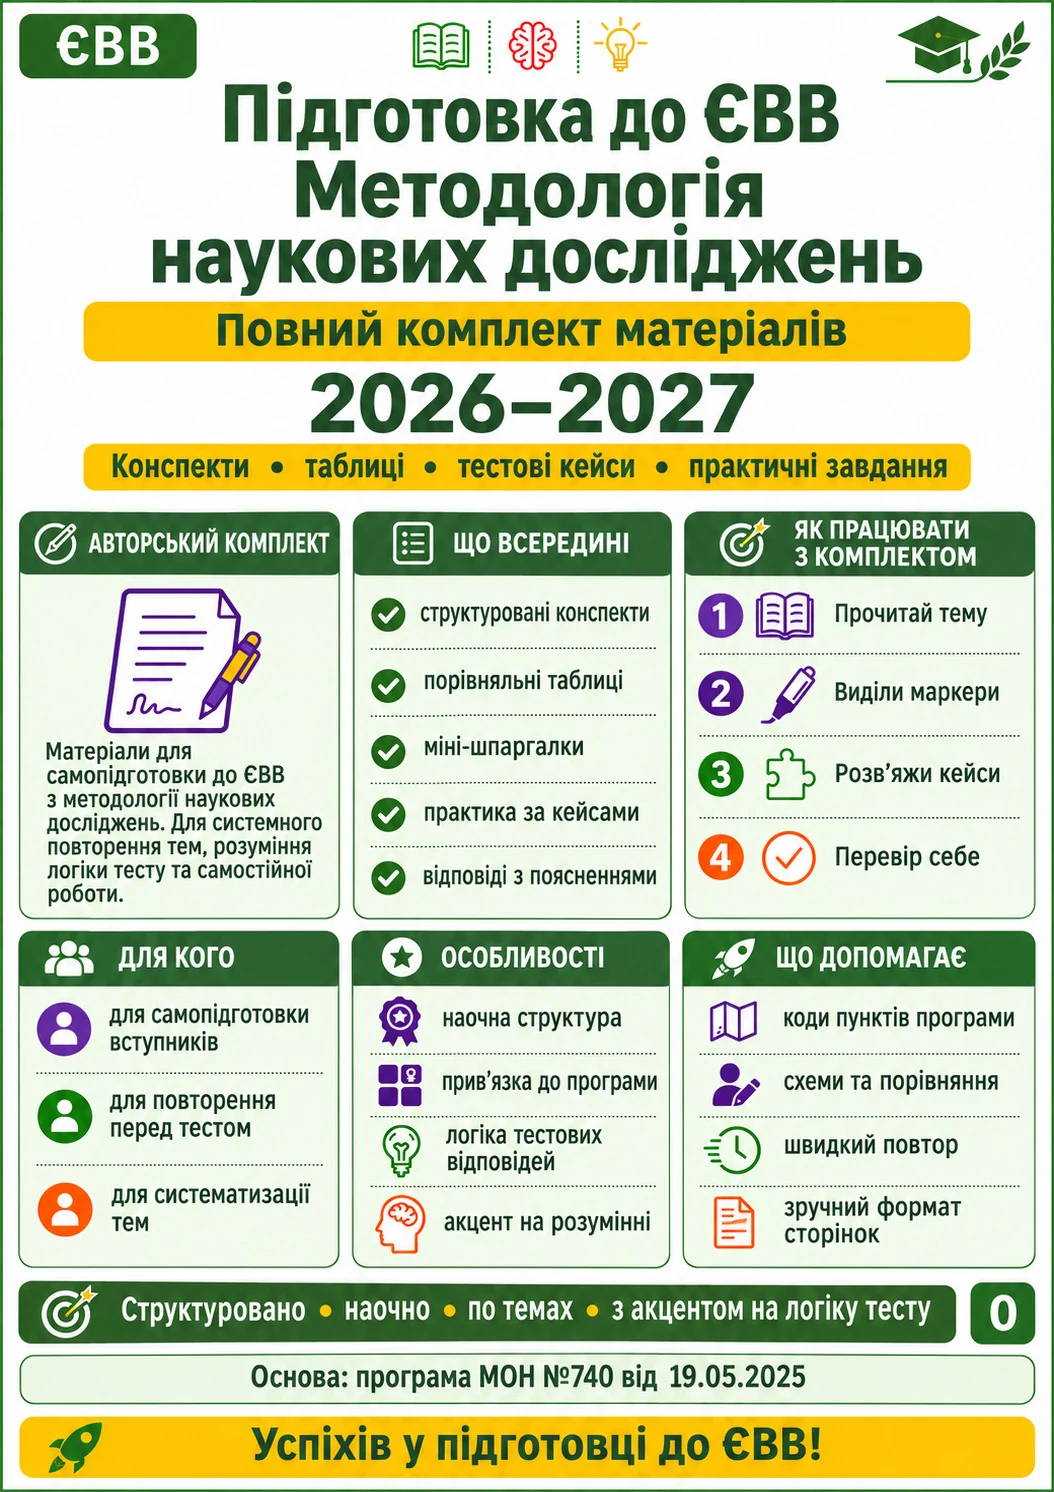 ЄВВ
Підготовка до ЄВВ
Методологія
наукових досліджень
Повний комплект матеріалів
2026–2027
Конспекти • таблиці • тестові кейси • практичні завдання
АВТОРСЬКИЙ КОМПЛЕКТ
Матеріали для
самопідготовки до ЄВВ
з методології наукових
досліджень. Для системного
повторення тем, розуміння
логіки тесту та самостійної
роботи.
ЩО ВСЕРЕДИНІ
структуровані конспекти
порівняльні таблиці
міні-шпаргалки
практика за кейсами
відповіді з поясненнями
ЯК ПРАЦЮВАТИ
З КОМПЛЕКТОМ
1 Прочитай тему
2 Виділи маркери
3 Розв’яжи кейси
4 Перевір себе
ДЛЯ КОГО
для самопідготовки
вступників
для повторення
перед тестом
для систематизації
тем
ОСОБЛИВОСТІ
наочна структура
прив’язка до програми
логіка тестових
відповідей
акцент на розумінні
ЩО ДОПОМАГАЄ
коди пунктів програми
схеми та порівняння
швидкий повтор
зручний формат
сторінок
Структуровано • наочно • по темах • з акцентом на логіку тесту
0
Основа: програма МОН №740 від 19.05.2025
Успіхів у підготовці до ЄВВ!